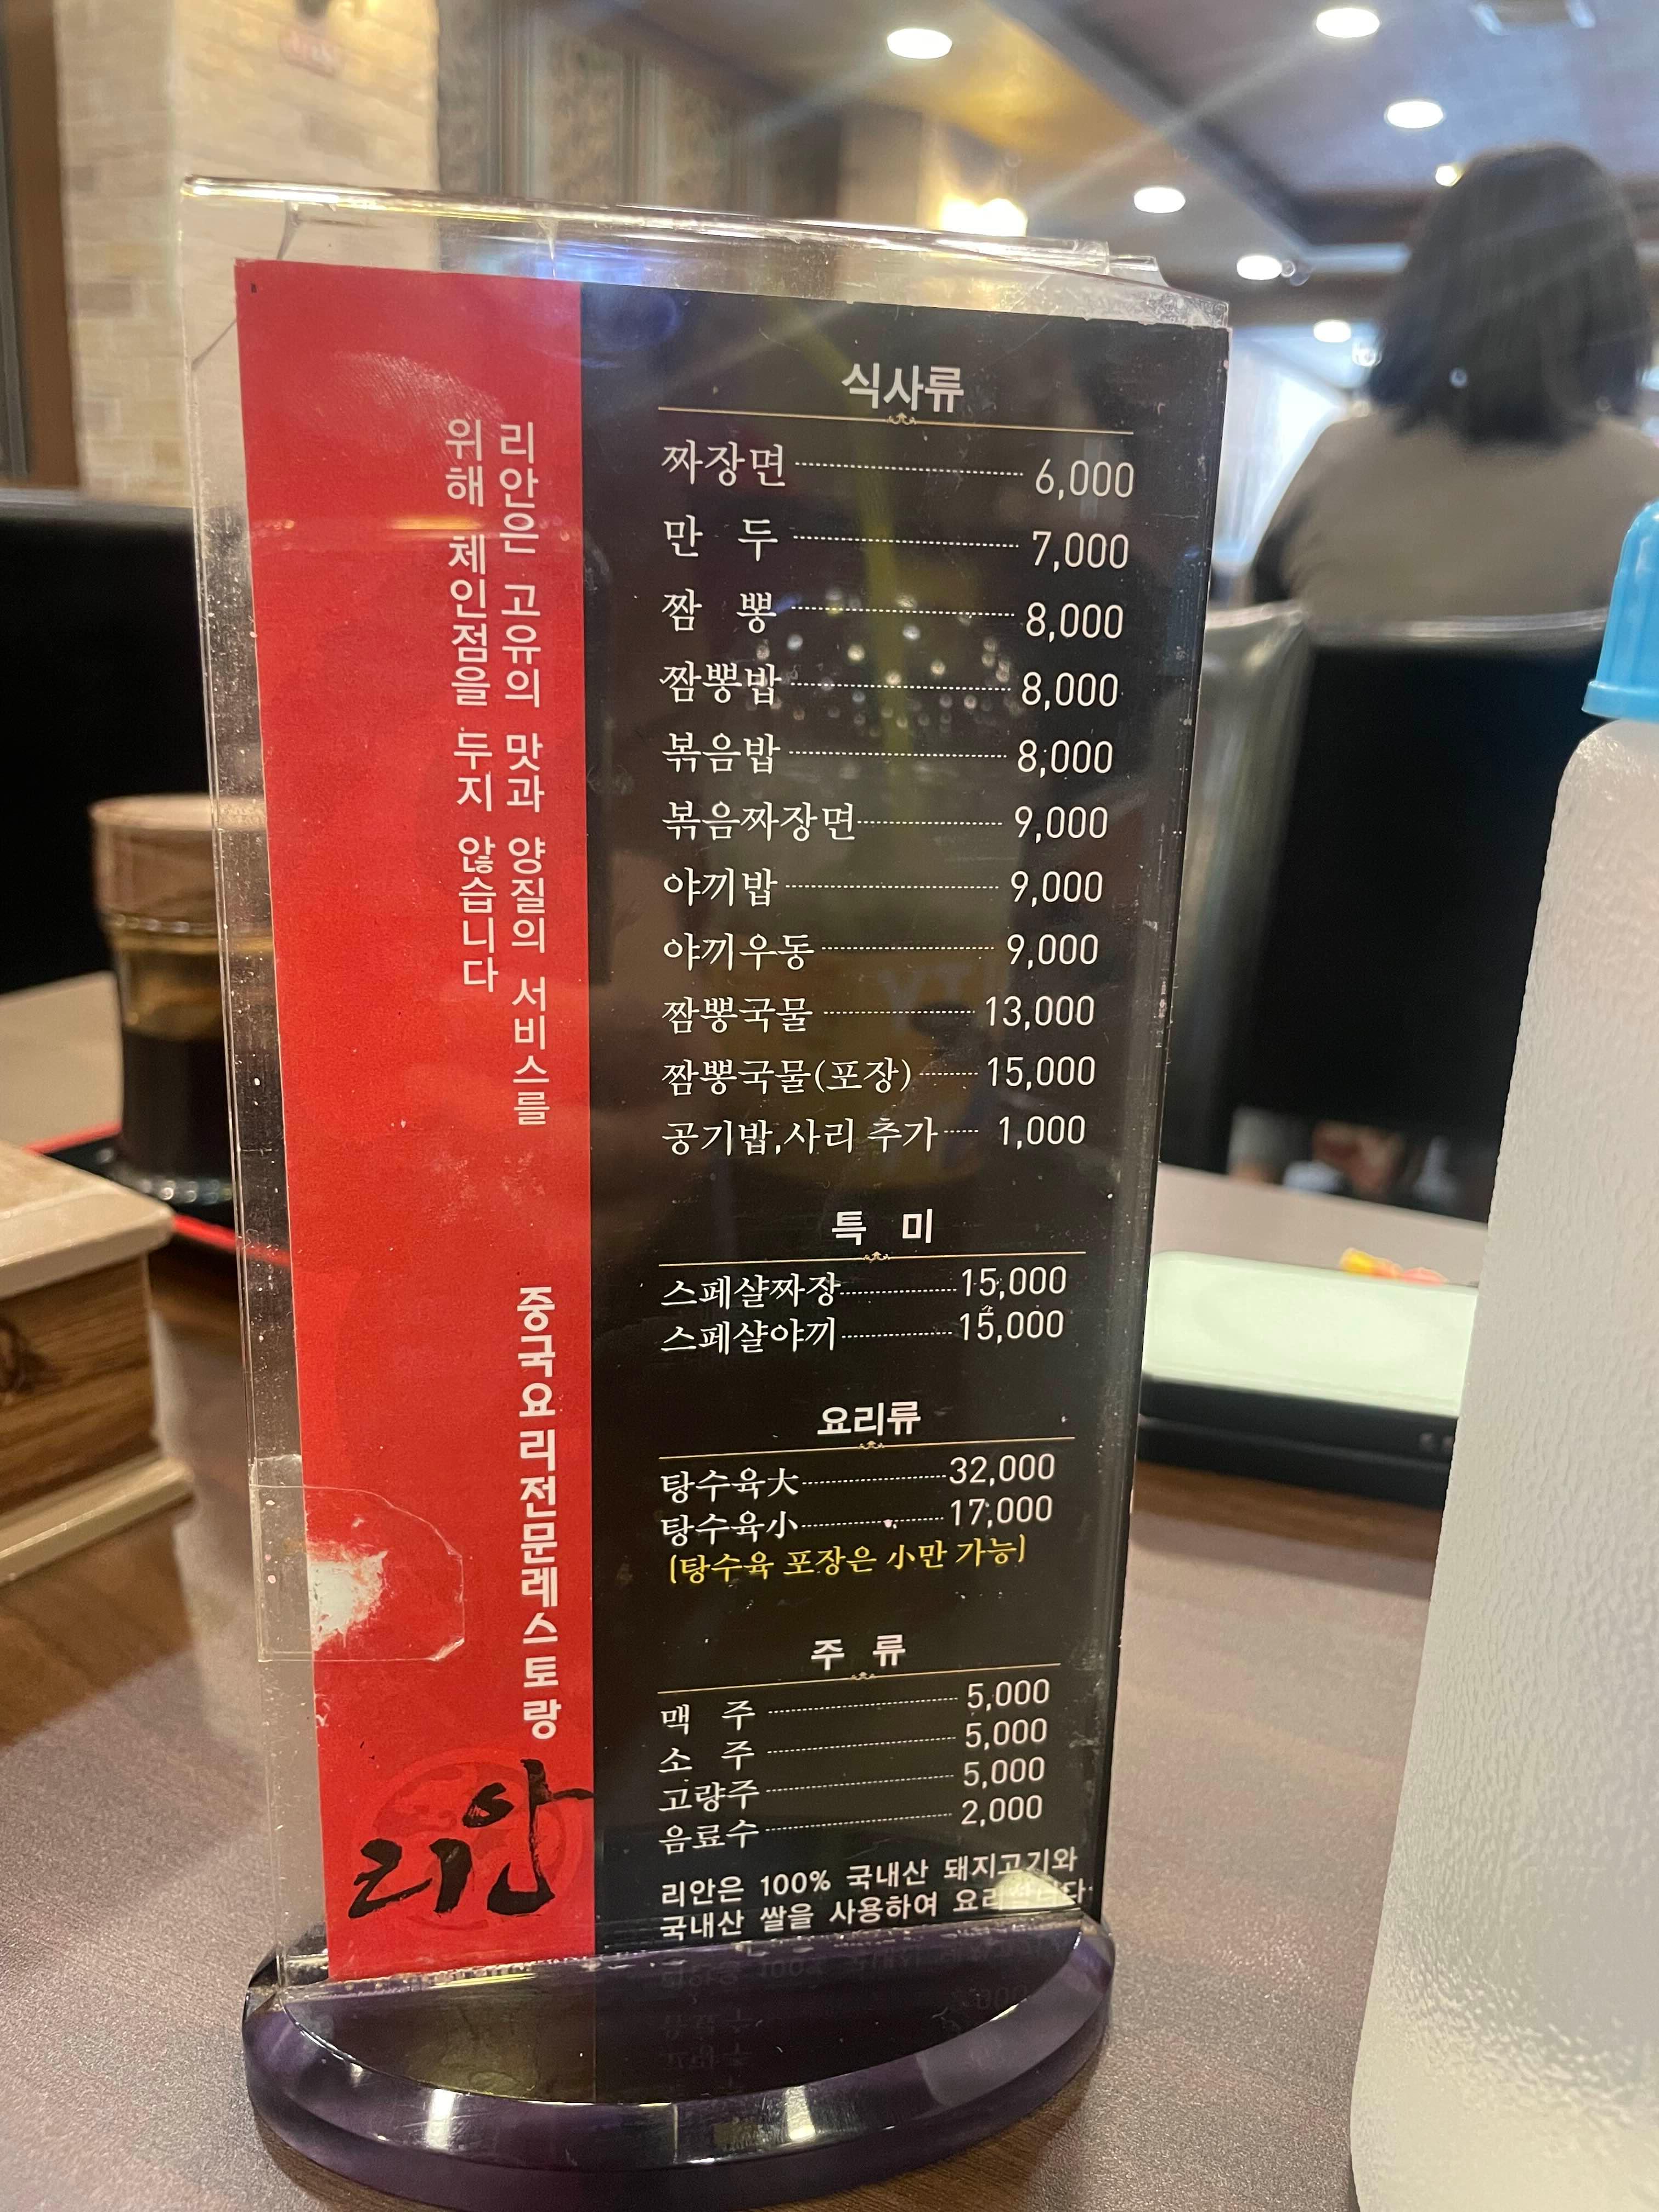 리안은 고유의 맛과 양질의 서비스를
위해 체인점을 두지 않습니다
중국요리전문레스토랑
리안
식사류
짜장면 6,000
만 두 7,000
짬 뽕 8,000
짬뽕밥 8,000
볶음밥 8,000
볶음짜장면 9,000
야끼밥 9,000
야끼우동 9,000
짬뽕국물 13,000
짬뽕국물(포장) 15,000
공기밥,사리 추가 1,000
특 미
스페샬짜장 15,000
스페샬야끼 15,000
요리류
탕수육大 32,000
탕수육小 17,000
(탕수육 포장은 小만 가능)
주 류
맥 주 5,000
소 주 5,000
고량주 5,000
음료수 2,000
리안은 100% 국내산 돼지고기와
국내산 쌀을 사용하여